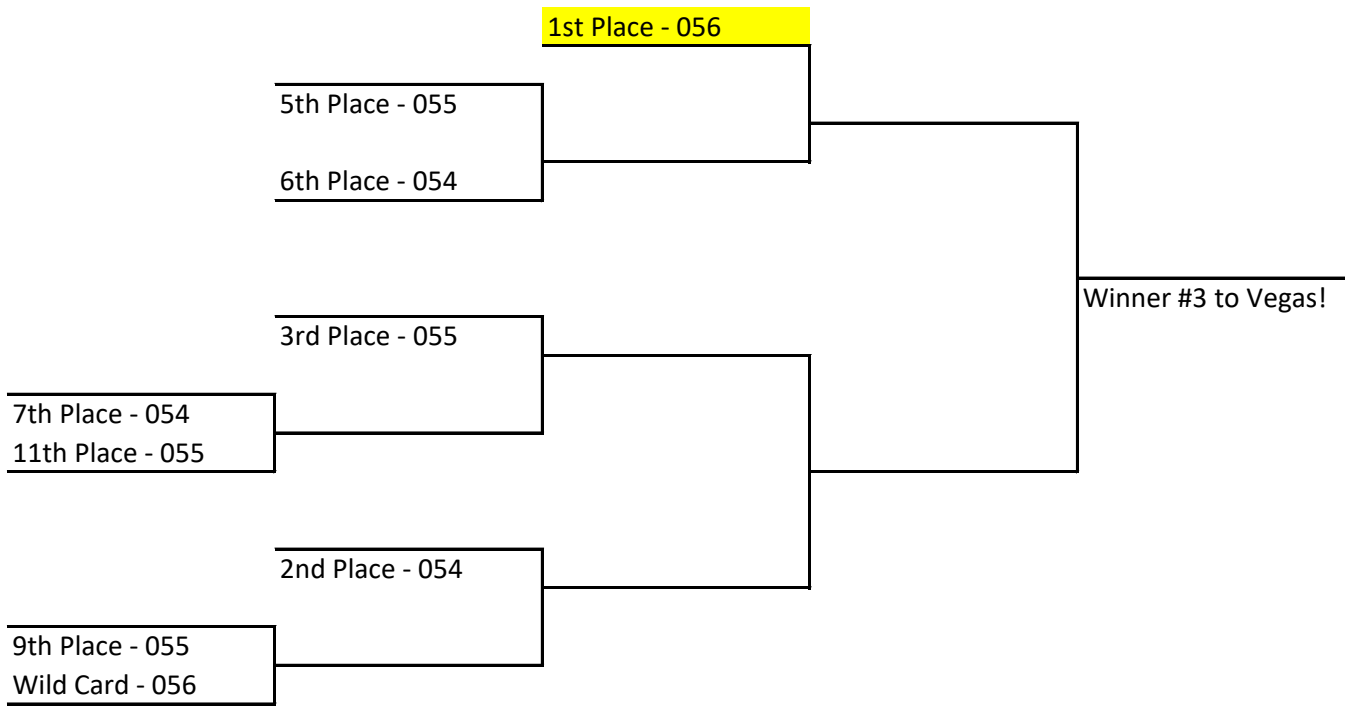 1st Place - 056
5th Place - 055
6th Place - 054
Winner #3 to Vegas!
3rd Place - 055
7th Place - 054
11th Place - 055
2nd Place - 054
9th Place - 055
Wild Card - 056